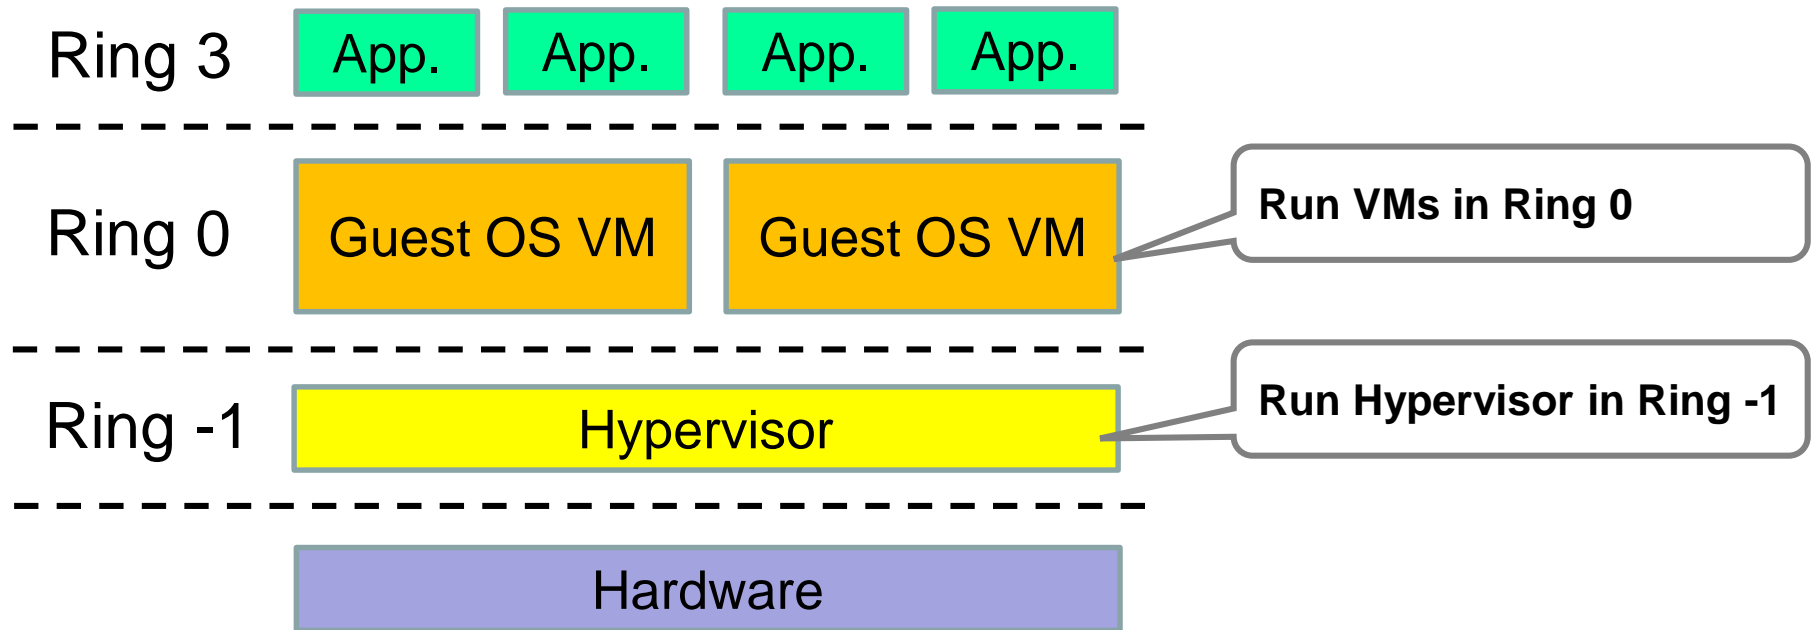 Ring 3 App. App. App. App.
Ring 0 Guest OS VM Guest OS VM Run VMs in Ring 0
Ring -1 Hypervisor Run Hypervisor in Ring -1
Hardware